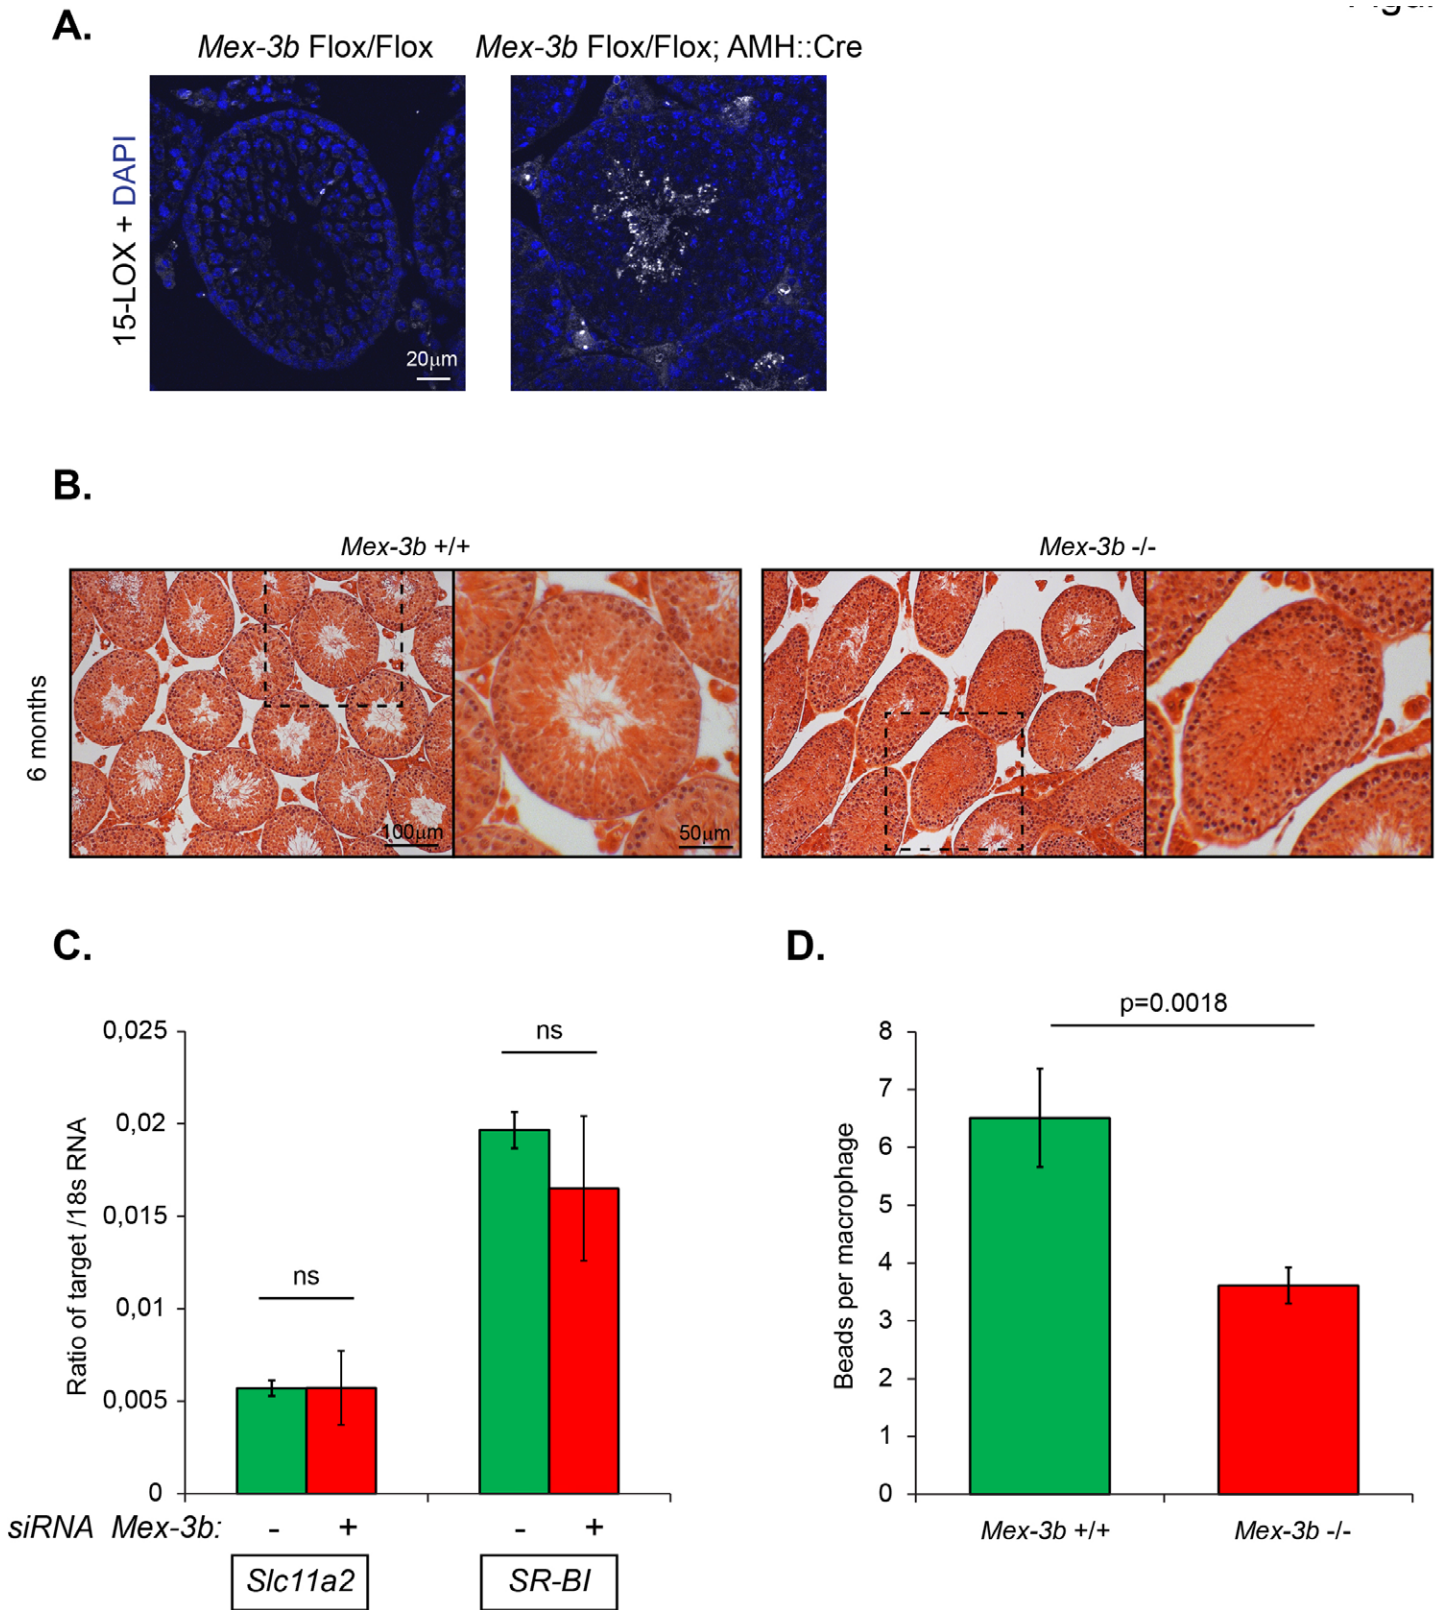 A.
Mex-3b Flox/Flox
Mex-3b Flox/Flox; AMH::Cre
15-LOX + DAPI
20µm
B.
Mex-3b +/+
Mex-3b -/-
6 months
100µm
50µm
C.
Ratio of target /18s RNA
0,025
0,02
0,015
0,01
0,005
0
ns
ns
siRNA Mex-3b: - + - +
Slc11a2
SR-BI
D.
p=0.0018
Beads per macrophage
8
7
6
5
4
3
2
1
0
Mex-3b +/+
Mex-3b -/-